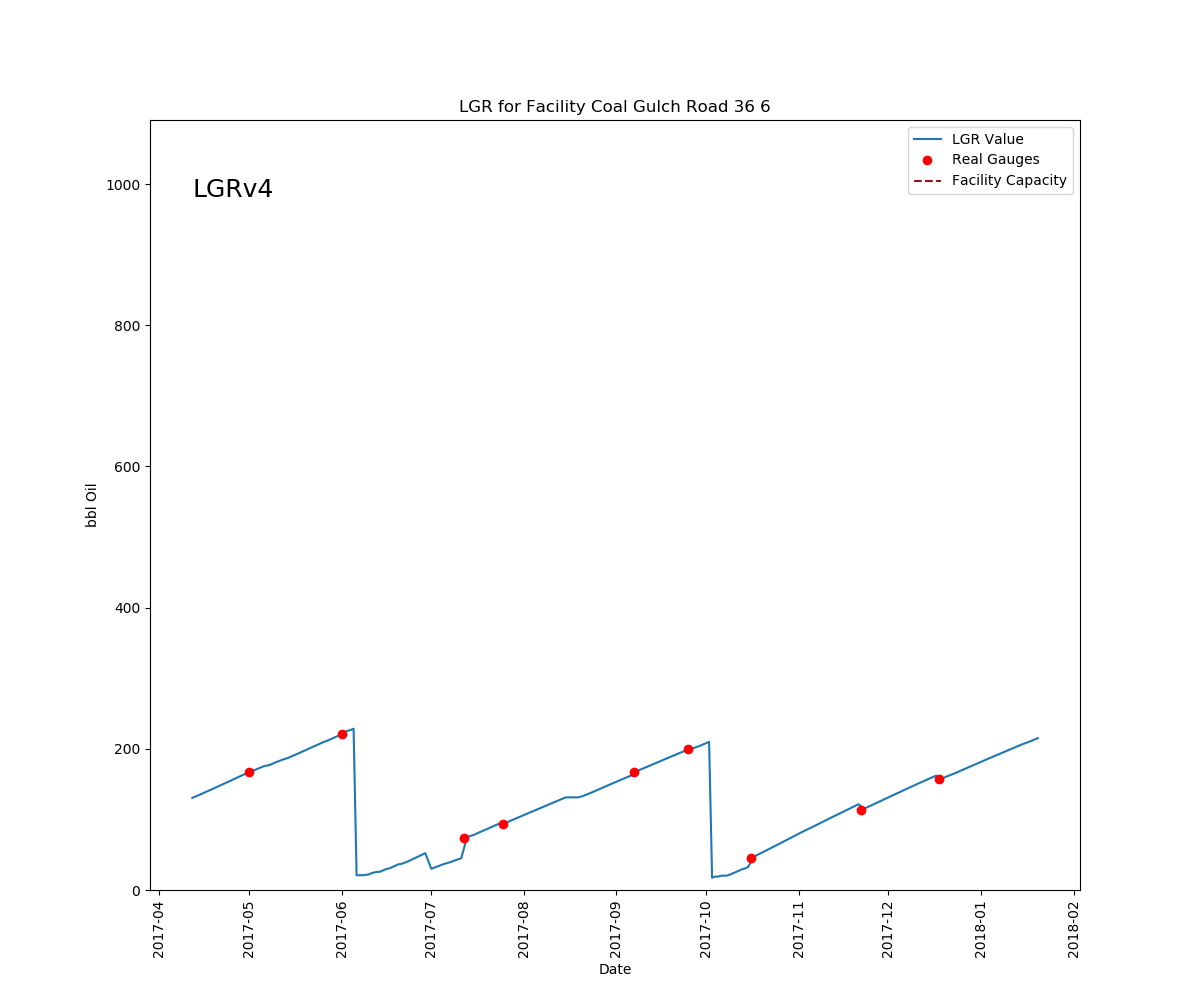 LGR for Facility Coal Gulch Road 36 6
LGRv4
LGR Value
Real Gauges
Facility Capacity
bbl Oil
1000
800
600
400
200
0
2017-04
2017-05
2017-06
2017-07
2017-08
2017-09
2017-10
2017-11
2017-12
2018-01
2018-02
Date